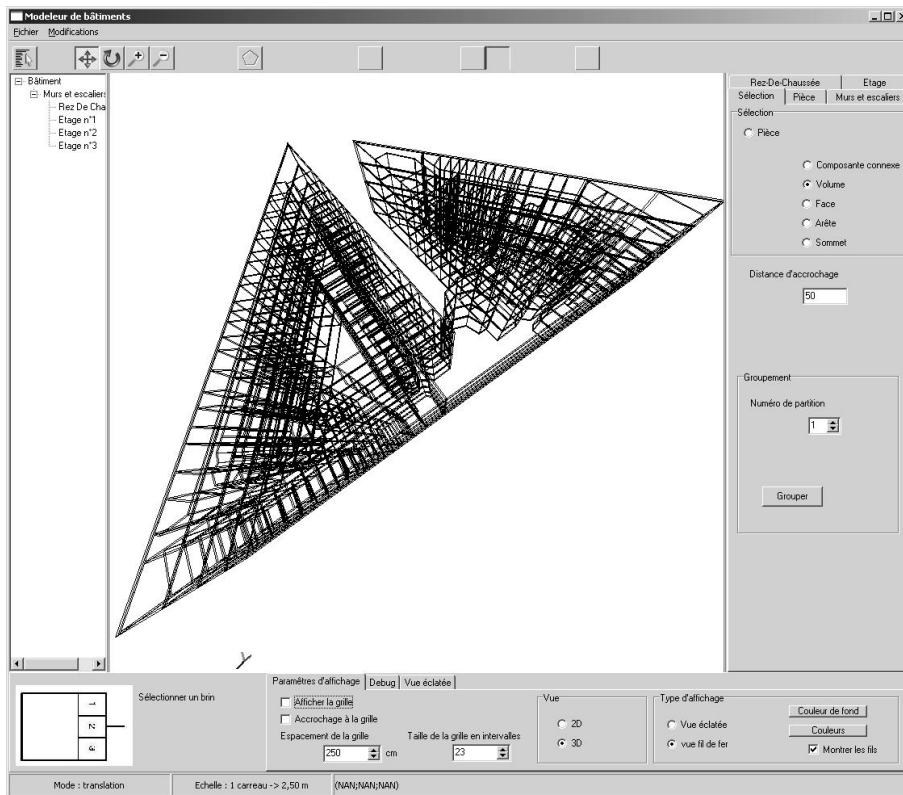 Modeleur de bâtiments
Fichier Modifications
Bâtiment
Murs et escaliers
Rez De Cha
Etage n°1
Etage n°2
Etage n°3
Rez-De-Chaussée Etage
Sélection Pièce Murs et escaliers
Sélection
Pièce
Composante connexe
Volume
Face
Arête
Sommet
Distance d'accrochage
50
Groupement
Numéro de partition
1
Grouper
Y
1
2
3
Sélectionner un brin
Paramètres d'affichage Debug Vue éclatée
Afficher la grille
Accrochage à la grille
Espacement de la grille Taille de la grille en intervalles
250 cm 23
Vue
2D
3D
Type d'affichage
Vue éclatée
vue fil de fer
Couleur de fond
Couleurs
Montrer les fils
Mode : translation Echelle : 1 carreau -> 2,50 m (NAN;NAN;NAN)